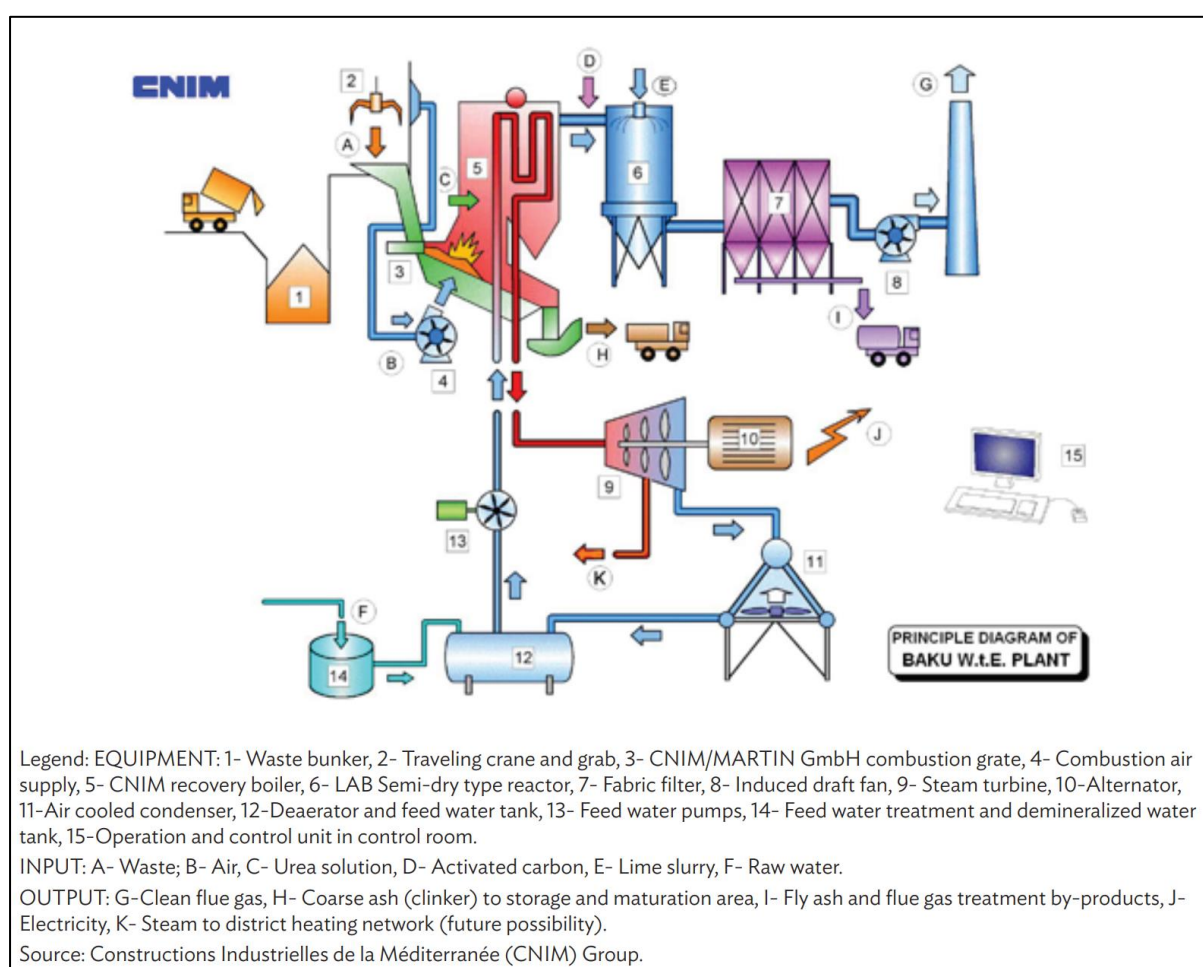 CNIM
2
A
D
E
G
C
5
6
7
3
8
1
I
B
H
4
10
J
9
15
13
K
11
F
12
14
PRINCIPLE DIAGRAM OF
BAKU W.t.E. PLANT
Legend: EQUIPMENT: 1- Waste bunker, 2- Traveling crane and grab, 3- CNIM/MARTIN GmbH combustion grate, 4- Combustion air
supply, 5- CNIM recovery boiler, 6- LAB Semi-dry type reactor, 7- Fabric filter, 8- Induced draft fan, 9- Steam turbine, 10-Alternator,
11-Air cooled condenser, 12-Deaerator and feed water tank, 13- Feed water pumps, 14- Feed water treatment and demineralized water
tank, 15-Operation and control unit in control room.
INPUT: A- Waste; B- Air, C- Urea solution, D- Activated carbon, E- Lime slurry, F- Raw water.
OUTPUT: G-Clean flue gas, H- Coarse ash (clinker) to storage and maturation area, I- Fly ash and flue gas treatment by-products, J-
Electricity, K- Steam to district heating network (future possibility).
Source: Constructions Industrielles de la Méditerranée (CNIM) Group.